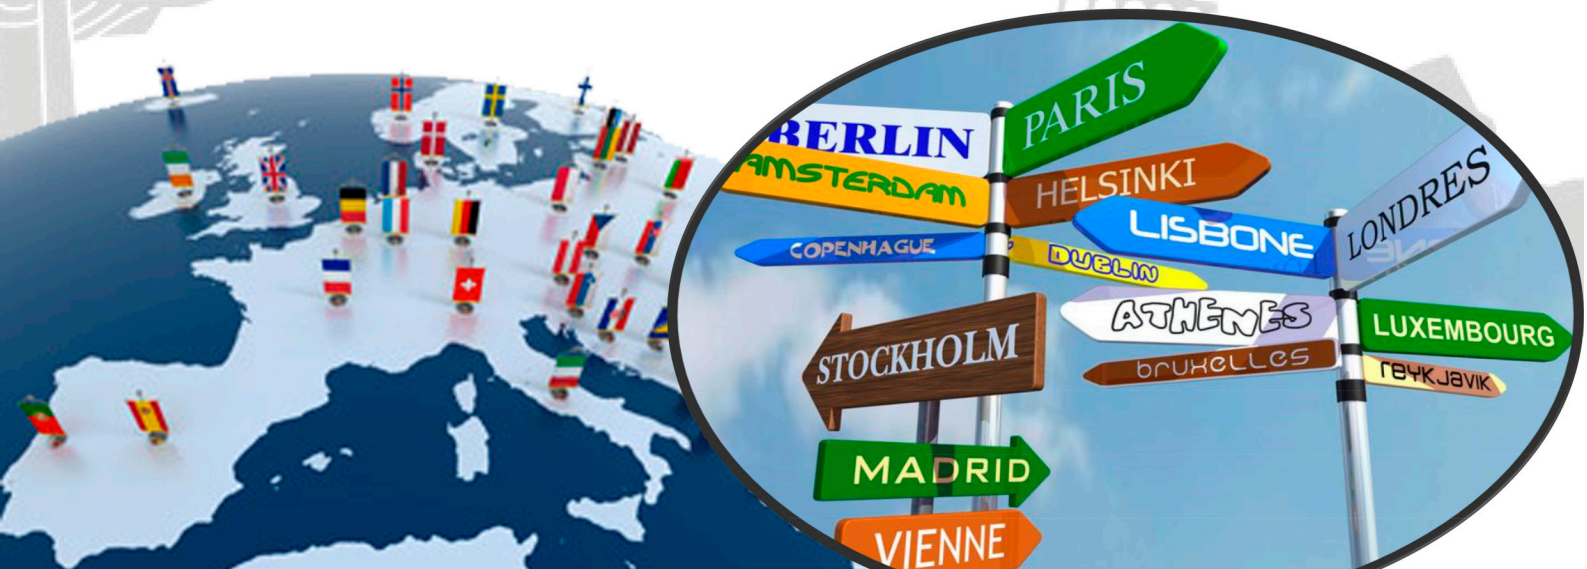 BERLIN
PARIS
AMSTERDAM
HELSINKI
COPENHAGUE
DUBLIN
LISBONE
LONDRES
ATHENES
LUXEMBOURG
STOCKHOLM
bruxelles
reykjavik
MADRID
VIENNE